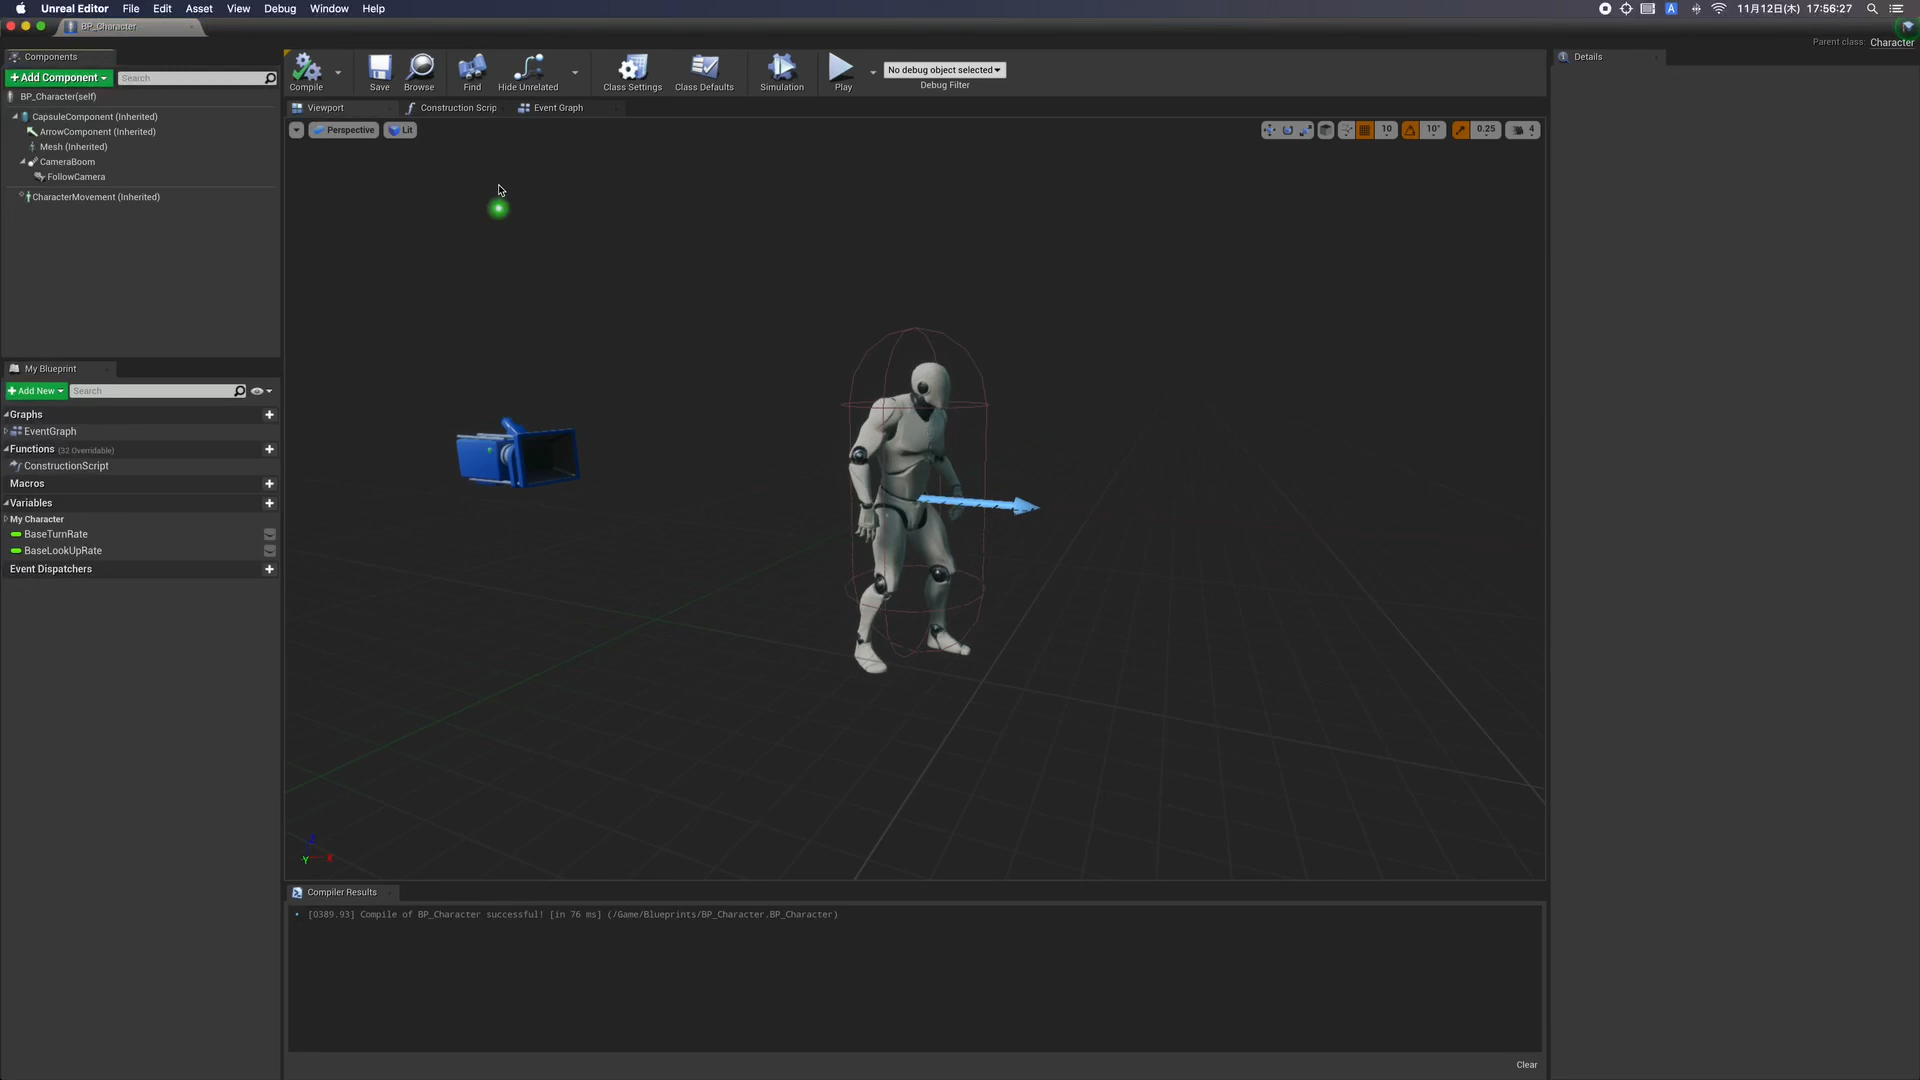 Unreal Editor File Edit Asset View Debug Window Help
A 11月12日(木) 17:56:27
BP_Character
Parent class: Character
Components
Details
+Add Component
Search
Compile
Save
Browse
Find
Hide Unrelated
Class Settings
Class Defaults
Simulation
Play
No debug object selected
Debug Filter
BP_Character(self)
Viewport
Construction Scrip
Event Graph
CapsuleComponent (Inherited)
ArrowComponent (Inherited)
Mesh (Inherited)
CameraBoom
FollowCamera
CharacterMovement (Inherited)
Perspective
Lit
10
10°
0.25
4
My Blueprint
+Add New
Search
Graphs
EventGraph
Functions (32 Overridable)
ConstructionScript
Macros
Variables
My Character
BaseTurnRate
BaseLookUpRate
Event Dispatchers
Z
Y X
Compiler Results
[0389.93] Compile of BP_Character successful! [in 76 ms] (/Game/Blueprints/BP_Character.BP_Character)
Clear